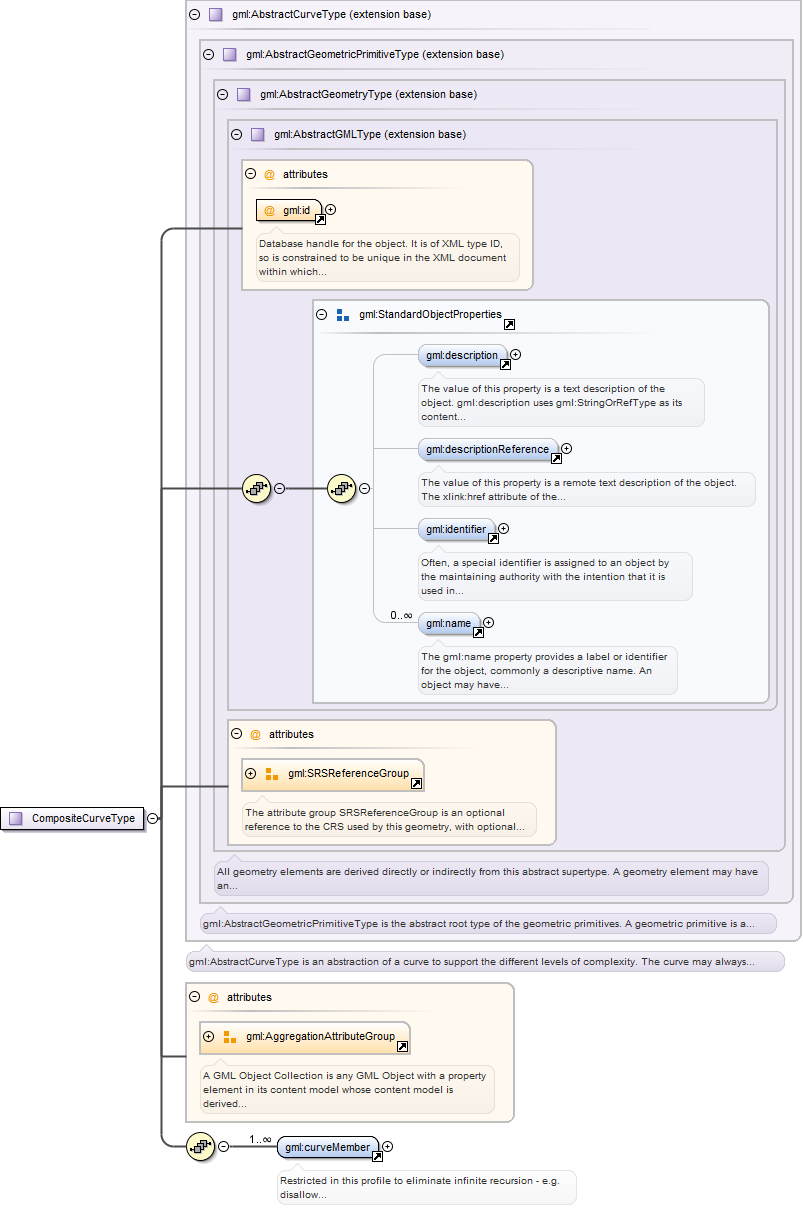 gml:AbstractCurveType (extension base)
gml:AbstractGeometricPrimitiveType (extension base)
gml:AbstractGeometryType (extension base)
gml:AbstractGMLType (extension base)
@ attributes
@ gml:id
Database handle for the object. It is of XML type ID,
so is constrained to be unique in the XML document
within which...
gml:StandardObjectProperties
gml:description
The value of this property is a text description of the
object. gml:description uses gml:StringOrRefType as its
content...
gml:descriptionReference
The value of this property is a remote text description of the object.
The xlink:href attribute of the...
gml:identifier
Often, a special identifier is assigned to an object by
the maintaining authority with the intention that it is
used in...
0..∞
gml:name
The gml:name property provides a label or identifier
for the object, commonly a descriptive name. An
object may have...
@ attributes
gml:SRSReferenceGroup
The attribute group SRSReferenceGroup is an optional
reference to the CRS used by this geometry, with optional...
CompositeCurveType
All geometry elements are derived directly or indirectly from this abstract supertype. A geometry element may have
an...
gml:AbstractGeometricPrimitiveType is the abstract root type of the geometric primitives. A geometric primitive is a...
gml:AbstractCurveType is an abstraction of a curve to support the different levels of complexity. The curve may always...
@ attributes
gml:AggregationAttributeGroup
A GML Object Collection is any GML Object with a property
element in its content model whose content model is
derived...
1..∞
gml:curveMember
Restricted in this profile to eliminate infinite recursion - e.g.
disallow...